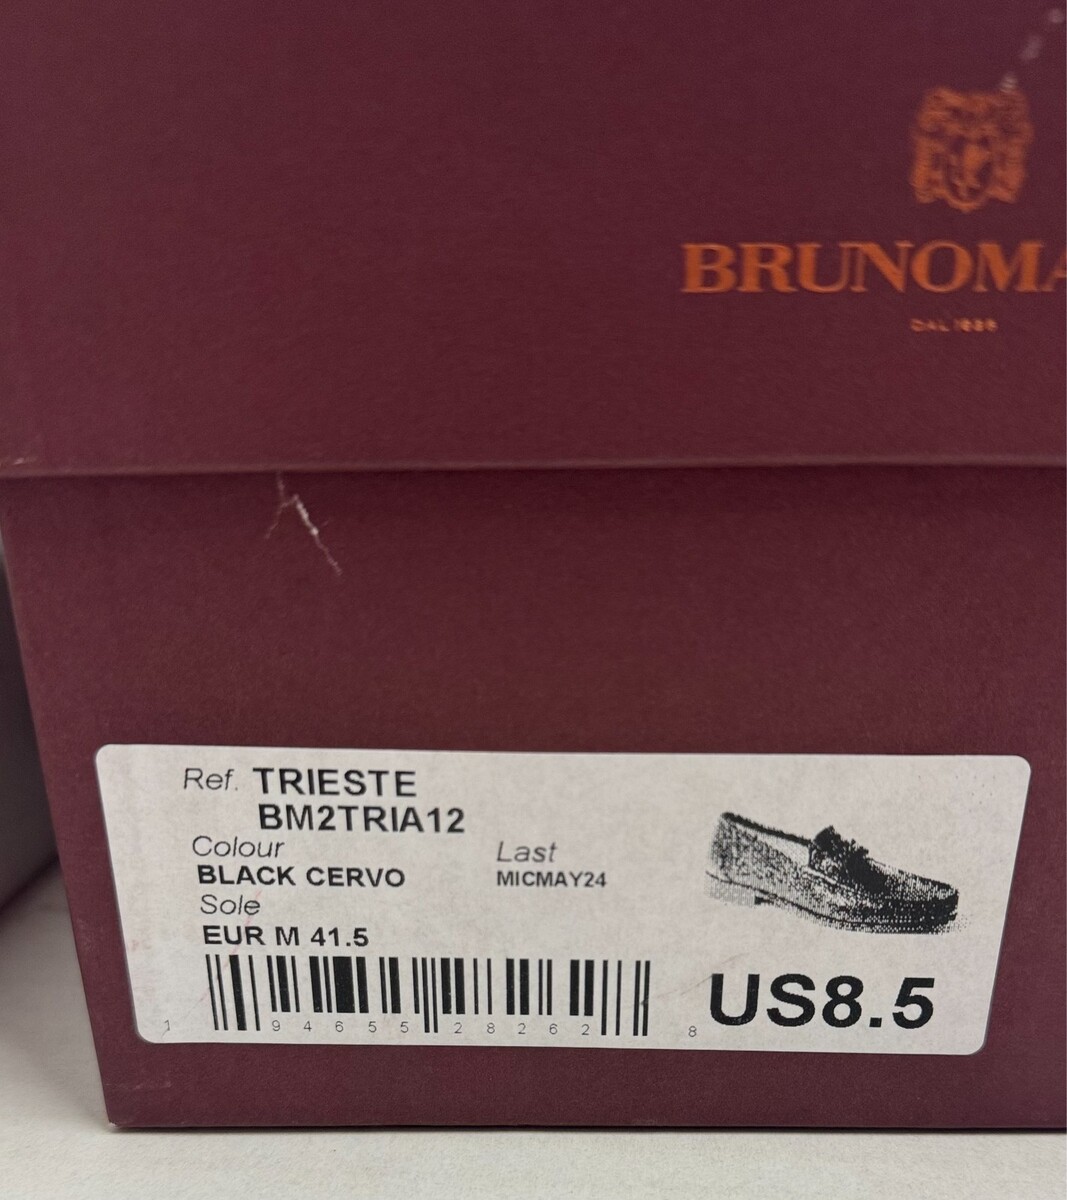 BRUNOMA
DAL 1936
Ref. TRIESTE
BM2TRIA12
Colour
BLACK CERVO
Last
MICMAY24
Sole
EUR M 41.5
1 94655 28262 8
US8.5